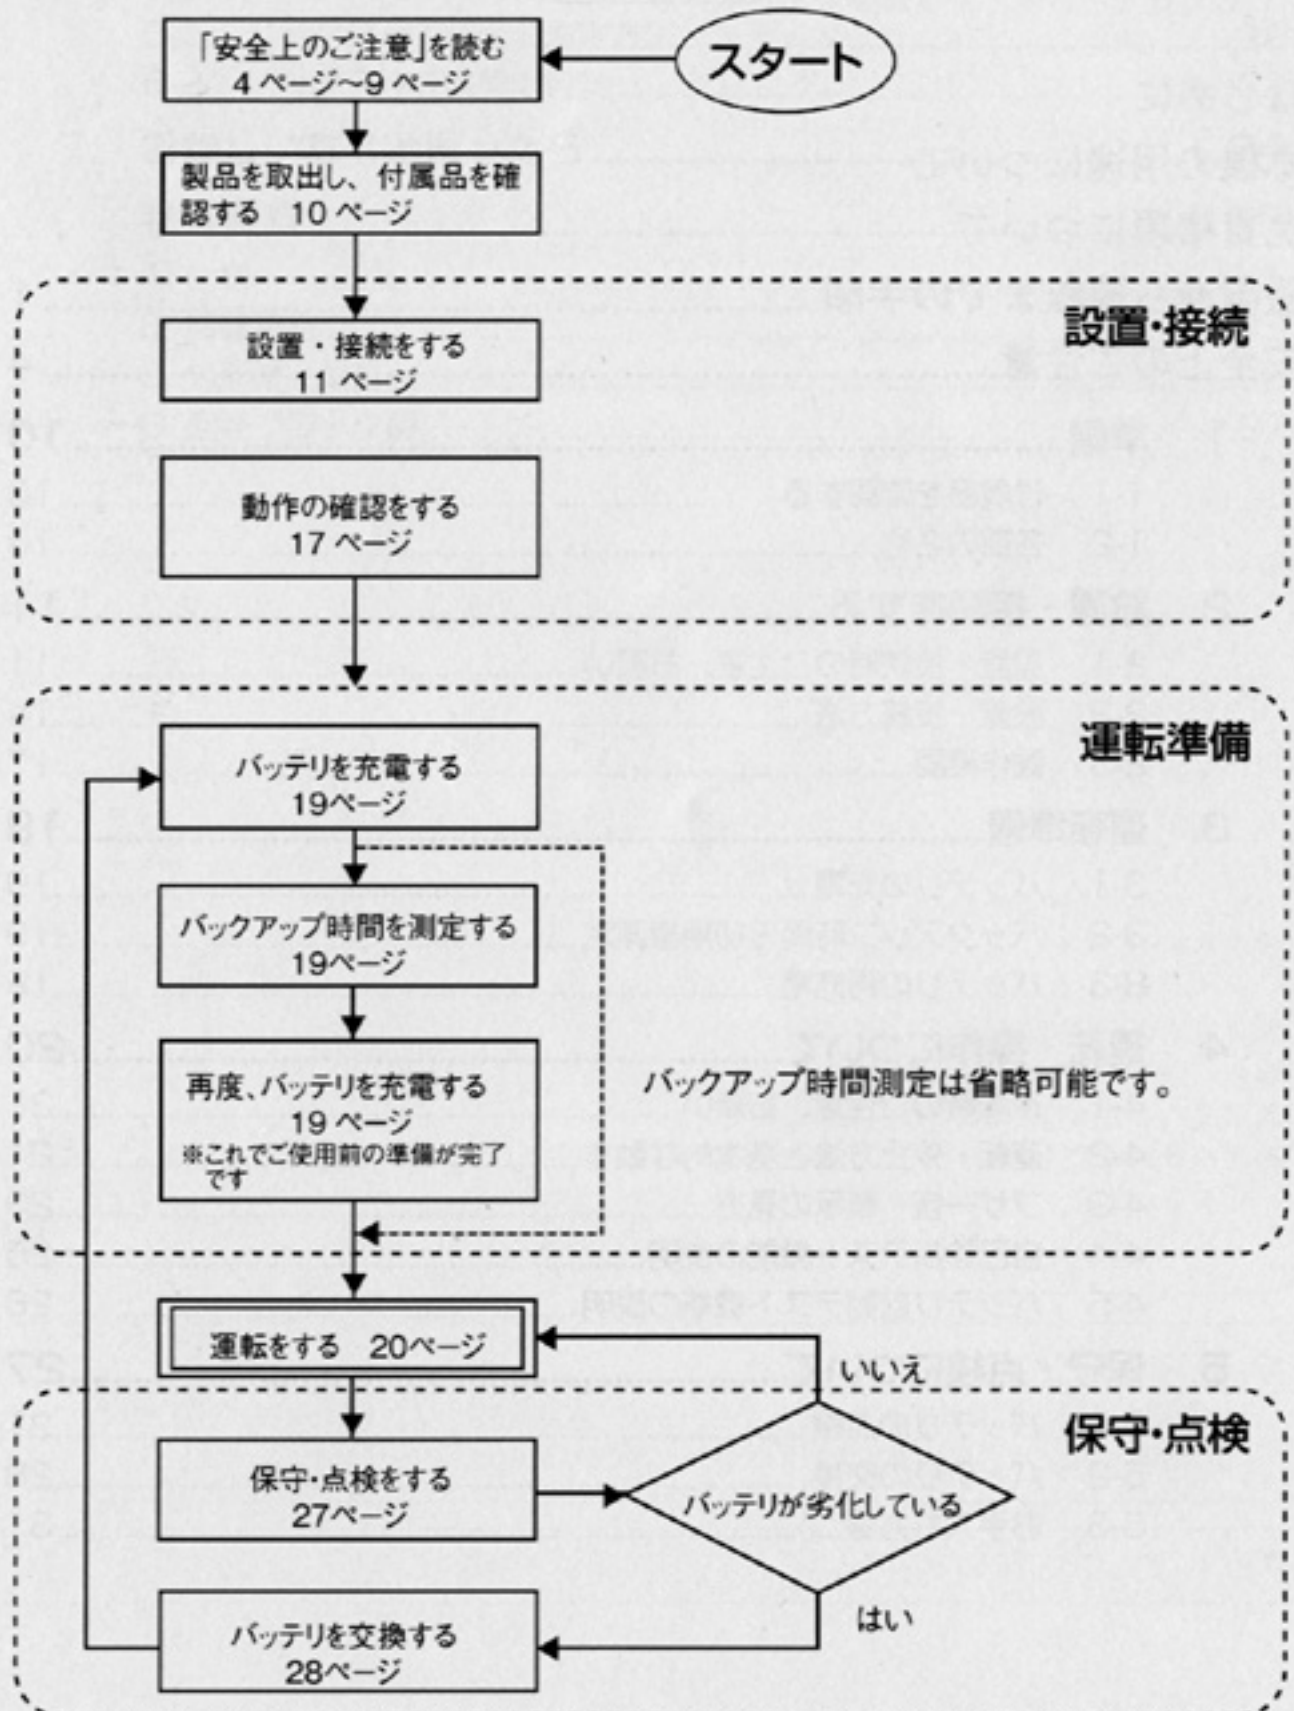 スタート
「安全上のご注意」を読む
4 ページ～9 ページ
製品を取出し、付属品を確
認する　10 ページ
設置・接続
設置・接続をする
11 ページ
動作の確認をする
17 ページ
運転準備
バッテリを充電する
19ページ
バックアップ時間を測定する
19ページ
再度、バッテリを充電する
19 ページ
※これでご使用前の準備が完了
です
バックアップ時間測定は省略可能です。
運転をする　20ページ
いいえ
保守・点検
保守・点検をする
27ページ
バッテリが劣化している
はい
バッテリを交換する
28ページ